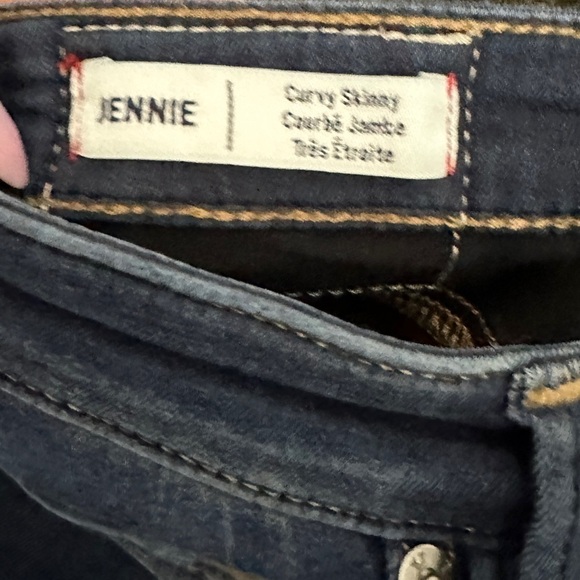 JENNIE
Curvy Skinny
Courbé Jambe
Très Étroite